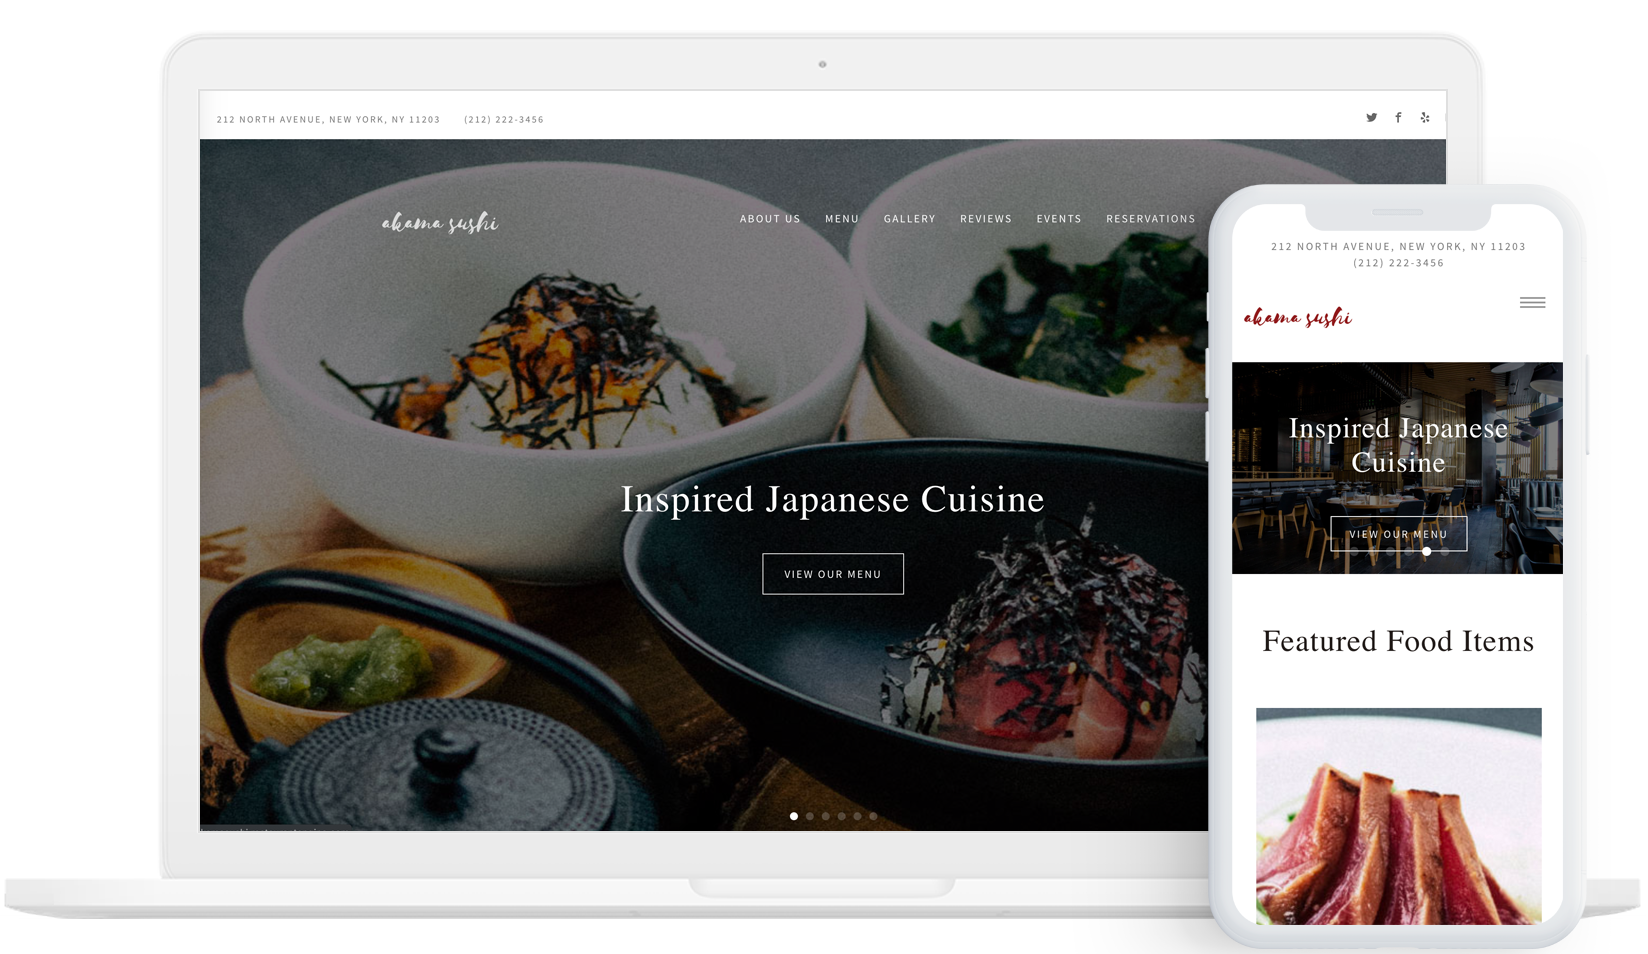 212 NORTH AVENUE, NEW YORK, NY 11203 (212) 222-3456
akama sushi
ABOUT US MENU GALLERY REVIEWS EVENTS RESERVATIONS
Inspired Japanese Cuisine
VIEW OUR MENU
212 NORTH AVENUE, NEW YORK, NY 11203
(212) 222-3456
akama sushi
Inspired Japanese
Cuisine
VIEW OUR MENU
Featured Food Items